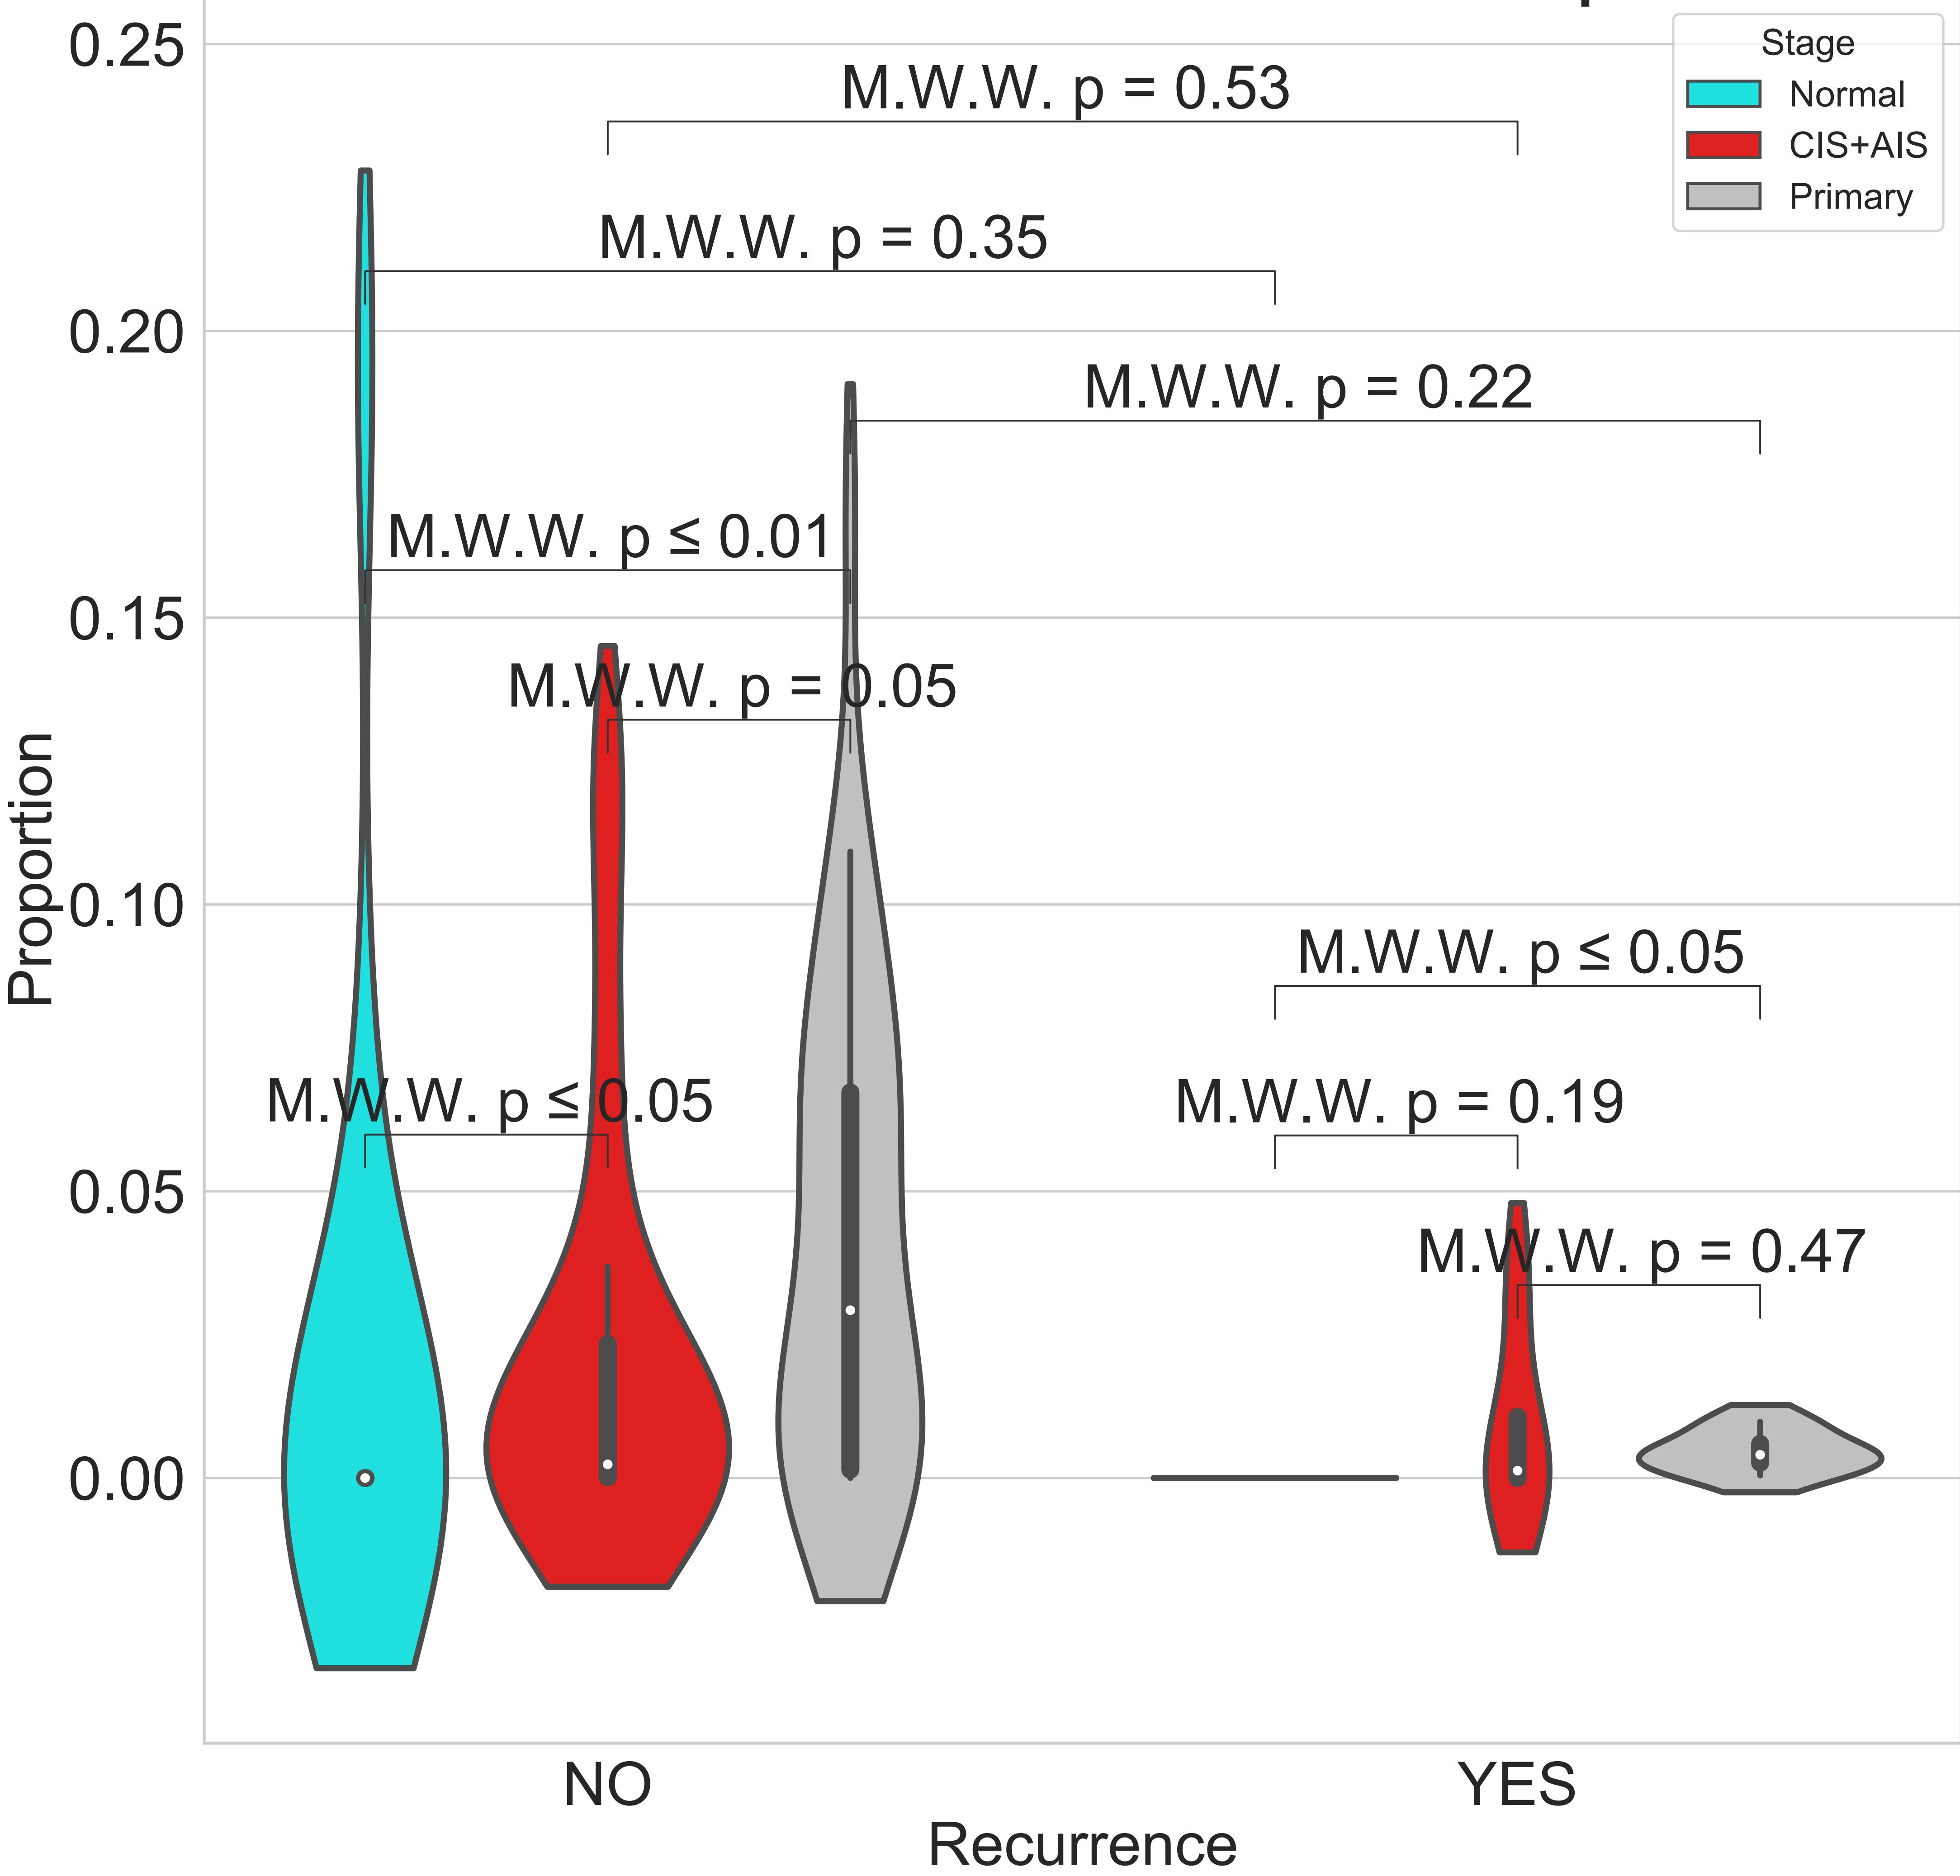 0.25
0.20
0.15
0.10
0.05
0.00
Proportion
M.W.W. p = 0.53
M.W.W. p = 0.35
M.W.W. p = 0.22
M.W.W. p ≤ 0.01
M.W.W. p = 0.05
M.W.W. p ≤ 0.05
M.W.W. p ≤ 0.05
M.W.W. p = 0.19
M.W.W. p = 0.47
Stage
Normal
CIS+AIS
Primary
NO
YES
Recurrence